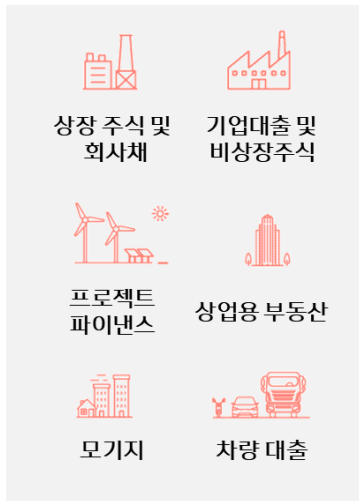 상장 주식 및
회사채
기업대출 및
비상장주식
프로젝트
파이낸스
상업용 부동산
모기지
차량 대출